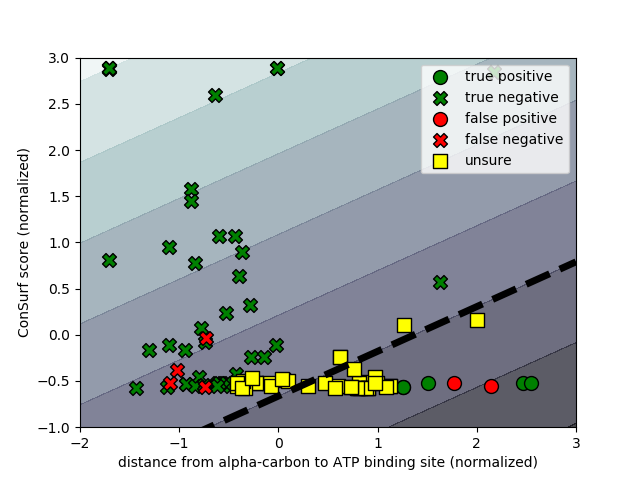 3.0
2.5
2.0
1.5
1.0
0.5
0.0
−0.5
−1.0
ConSurf score (normalized)
true positive
true negative
false positive
false negative
unsure
−2
−1
0
1
2
3
distance from alpha-carbon to ATP binding site (normalized)